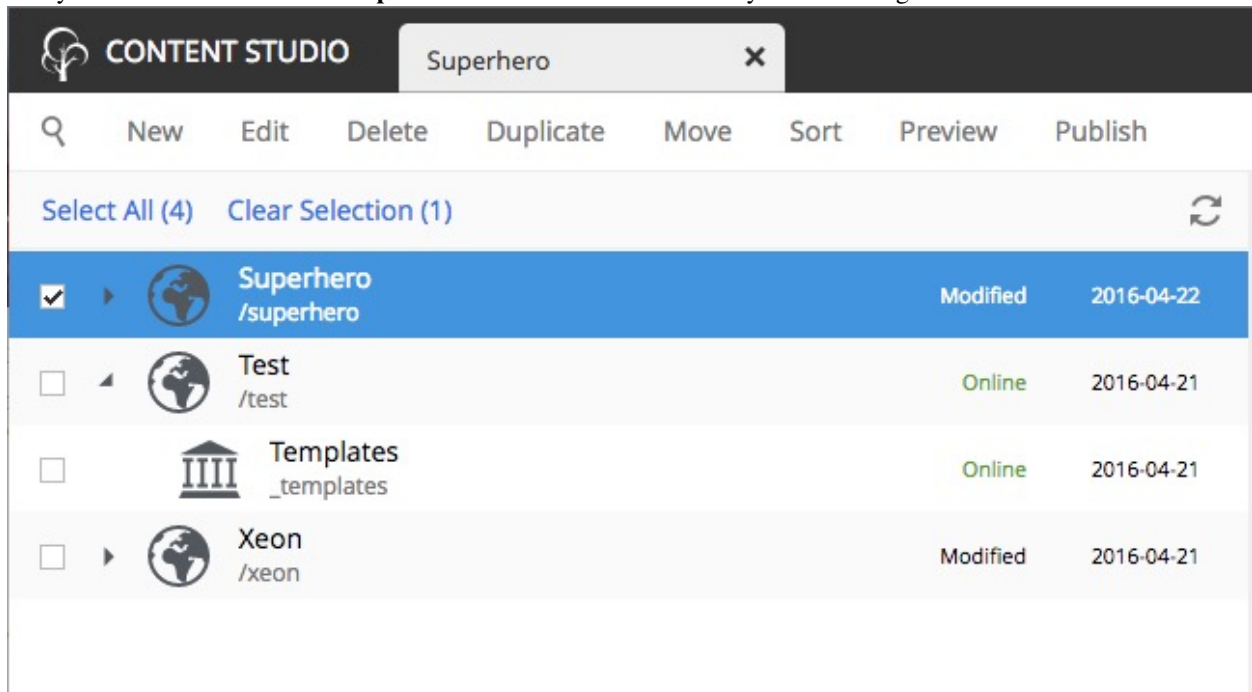 CONTENT STUDIO Superhero
New Edit Delete Duplicate Move Sort Preview Publish
Select All (4) Clear Selection (1)
Superhero
/superhero
Modified 2016-04-22
Test
/test
Online 2016-04-21
Templates
_templates
Online 2016-04-21
Xeon
/xeon
Modified 2016-04-21